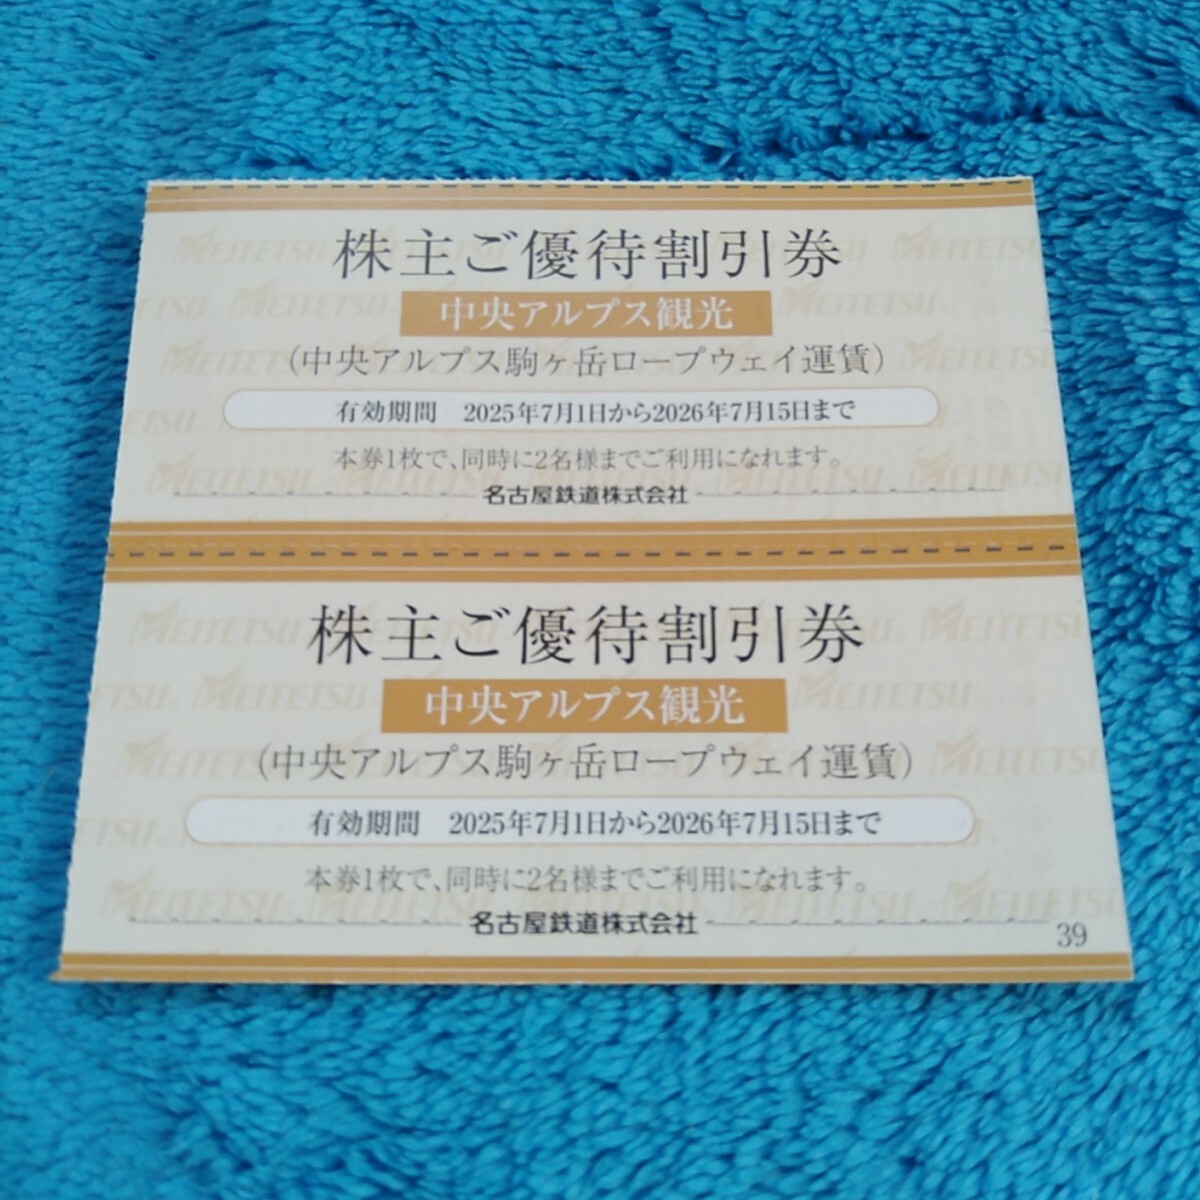 株主ご優待割引券
中央アルプス観光
(中央アルプス駒ヶ岳ロープウェイ運賃)
有効期間　2025年7月1日から2026年7月15日まで
本券1枚で、同時に2名様までご利用になれます。
名古屋鉄道株式会社
株主ご優待割引券
中央アルプス観光
(中央アルプス駒ヶ岳ロープウェイ運賃)
有効期間　2025年7月1日から2026年7月15日まで
本券1枚で、同時に2名様までご利用になれます。
名古屋鉄道株式会社
39